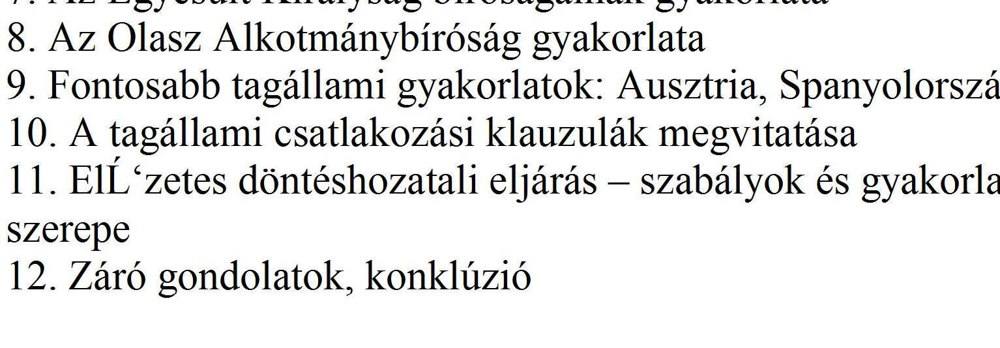 7. Az Egyesült Királyság bíróságainak gyakorlata
8. Az Olasz Alkotmánybíróság gyakorlata
9. Fontosabb tagállami gyakorlatok: Ausztria, Spanyolorszá
10. A tagállami csatlakozási klauzulák megvitatása
11. ElĹ‘zetes döntéshozatali eljárás – szabályok és gyakorla
szerepe
12. Záró gondolatok, konklúzió